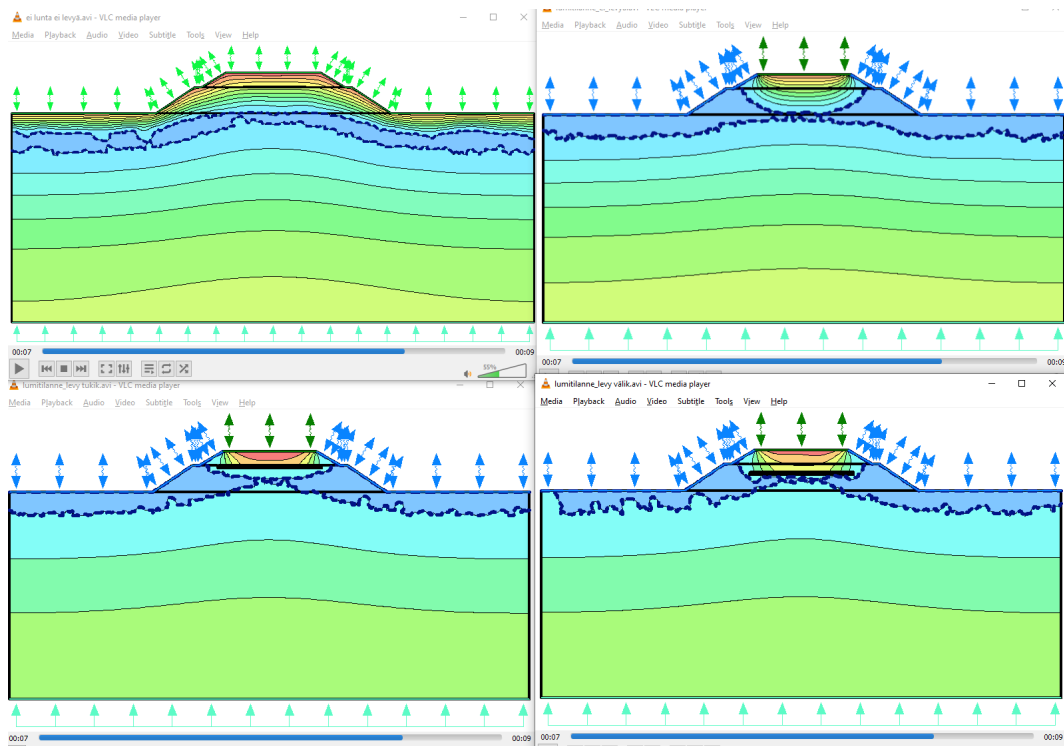 ei lunta ei levyä.avi - VLC media player
Media Playback Audio Video Subtitle Tools View Help
00:07
00:09
55%
Media Playback Audio Video Subtitle Tools View Help
00:07
00:09
lumitilanne_levy tukik.avi - VLC media player
Media Playback Audio Video Subtitle Tools View Help
00:07
00:09
lumitilanne_levy välik.avi - VLC media player
Media Playback Audio Video Subtitle Tools View Help
00:07
00:09